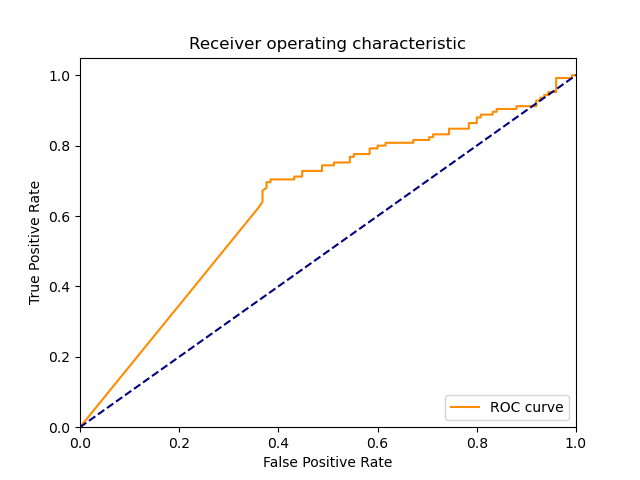 Receiver operating characteristic
1.0
0.8
0.6
0.4
0.2
0.0
True Positive Rate
0.0 0.2 0.4 0.6 0.8 1.0
False Positive Rate
ROC curve